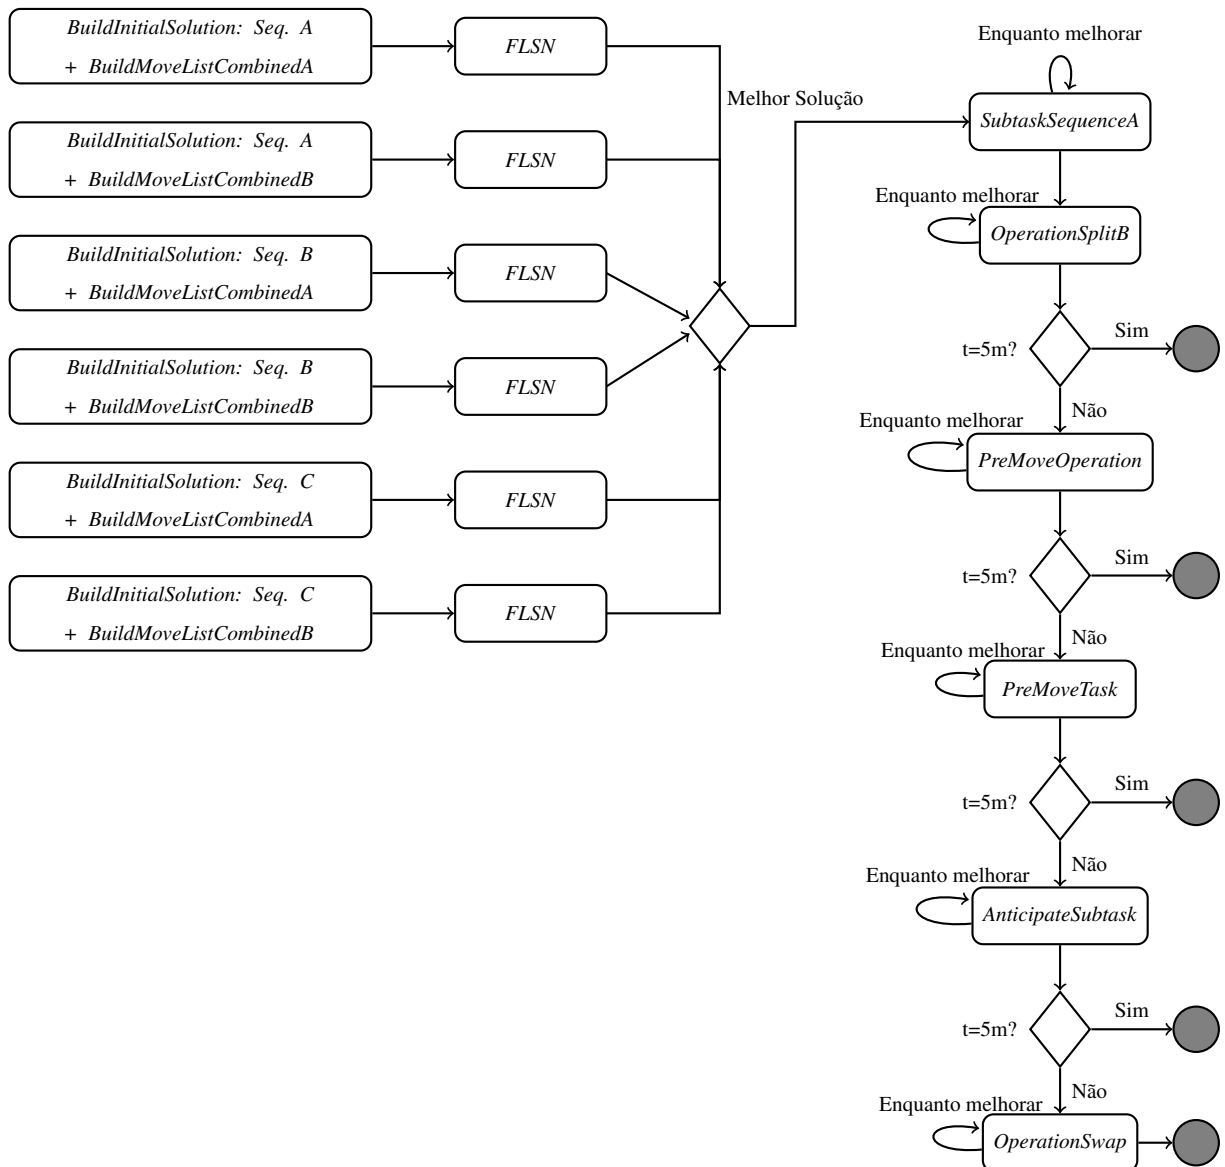 BuildInitialSolution: Seq. A
+ BuildMoveListCombinedA
FLSN
BuildInitialSolution: Seq. A
+ BuildMoveListCombinedB
FLSN
BuildInitialSolution: Seq. B
+ BuildMoveListCombinedA
FLSN
BuildInitialSolution: Seq. B
+ BuildMoveListCombinedB
FLSN
BuildInitialSolution: Seq. C
+ BuildMoveListCombinedA
FLSN
BuildInitialSolution: Seq. C
+ BuildMoveListCombinedB
FLSN
Melhor Solução
Enquanto melhorar
SubtaskSequenceA
Enquanto melhorar
OperationSplitB
t=5m?
Sim
Não
Enquanto melhorar
PreMoveOperation
t=5m?
Sim
Não
Enquanto melhorar
PreMoveTask
t=5m?
Sim
Não
Enquanto melhorar
AnticipateSubtask
t=5m?
Sim
Não
Enquanto melhorar
OperationSwap